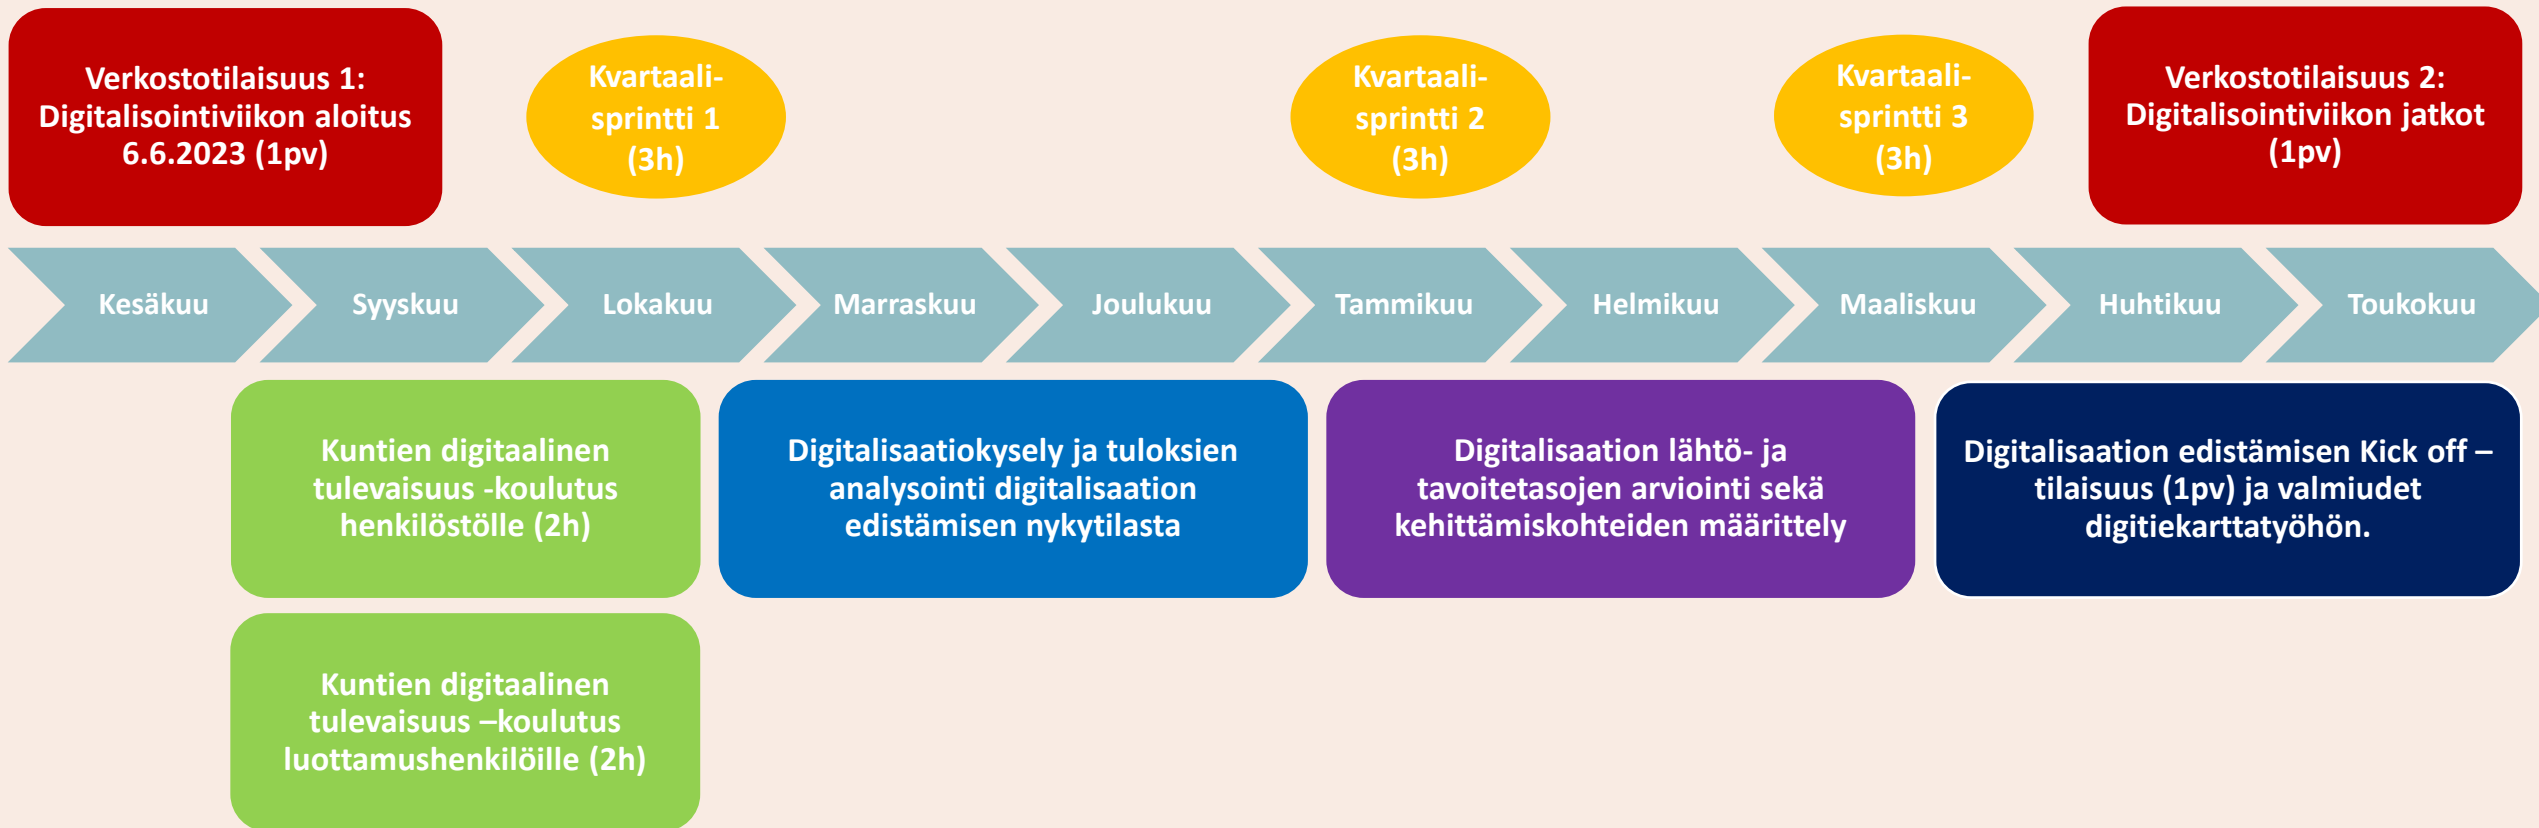 Verkostotilaisuus 1:
Digitalisointiviikon aloitus
6.6.2023 (1pv)
Kvartaali-
sprintti 1
(3h)
Kvartaali-
sprintti 2
(3h)
Kvartaali-
sprintti 3
(3h)
Verkostotilaisuus 2:
Digitalisointiviikon jatkot
(1pv)
Kesäkuu
Syyskuu
Lokakuu
Marraskuu
Joulukuu
Tammikuu
Helmikuu
Maaliskuu
Huhtikuu
Toukokuu
Kuntien digitaalinen
tulevaisuus -koulutus
henkilöstölle (2h)
Digitalisaatiokysely ja tuloksien
analysointi digitalisaation
edistämisen nykytilasta
Digitalisaation lähtö- ja
tavoitetasojen arviointi sekä
kehittämiskohteiden määrittely
Digitalisaation edistämisen Kick off –
tilaisuus (1pv) ja valmiudet
digitiekarttatyöhön.
Kuntien digitaalinen
tulevaisuus –koulutus
luottamushenkilöille (2h)